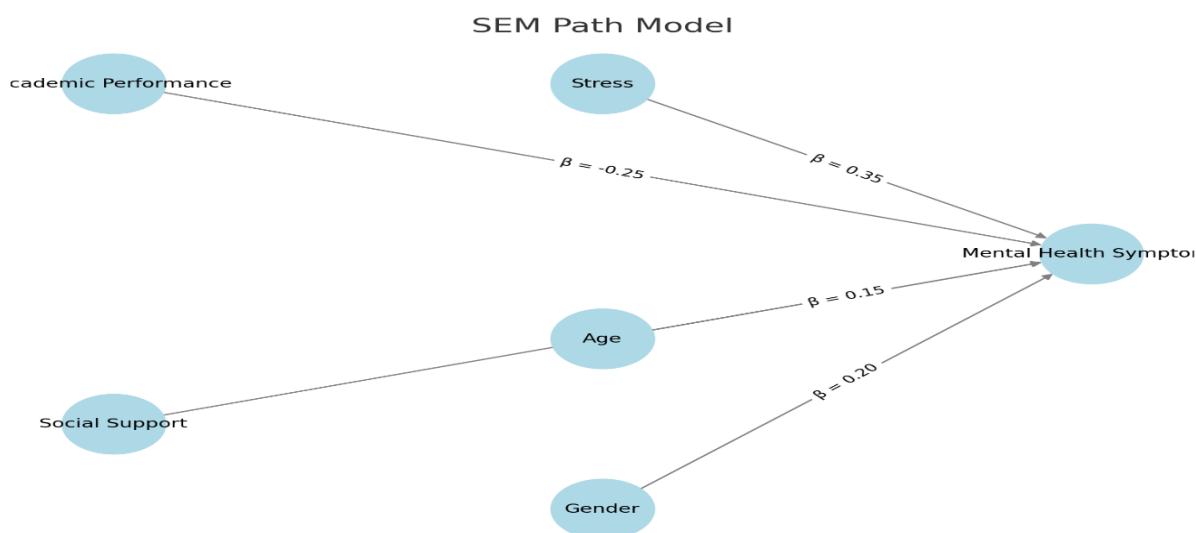 SEM Path Model
cademic Performance
Stress
β = -0.25
β = 0.35
Mental Health Sympto
β = 0.15
Age
β = 0.20
Social Support
Gender